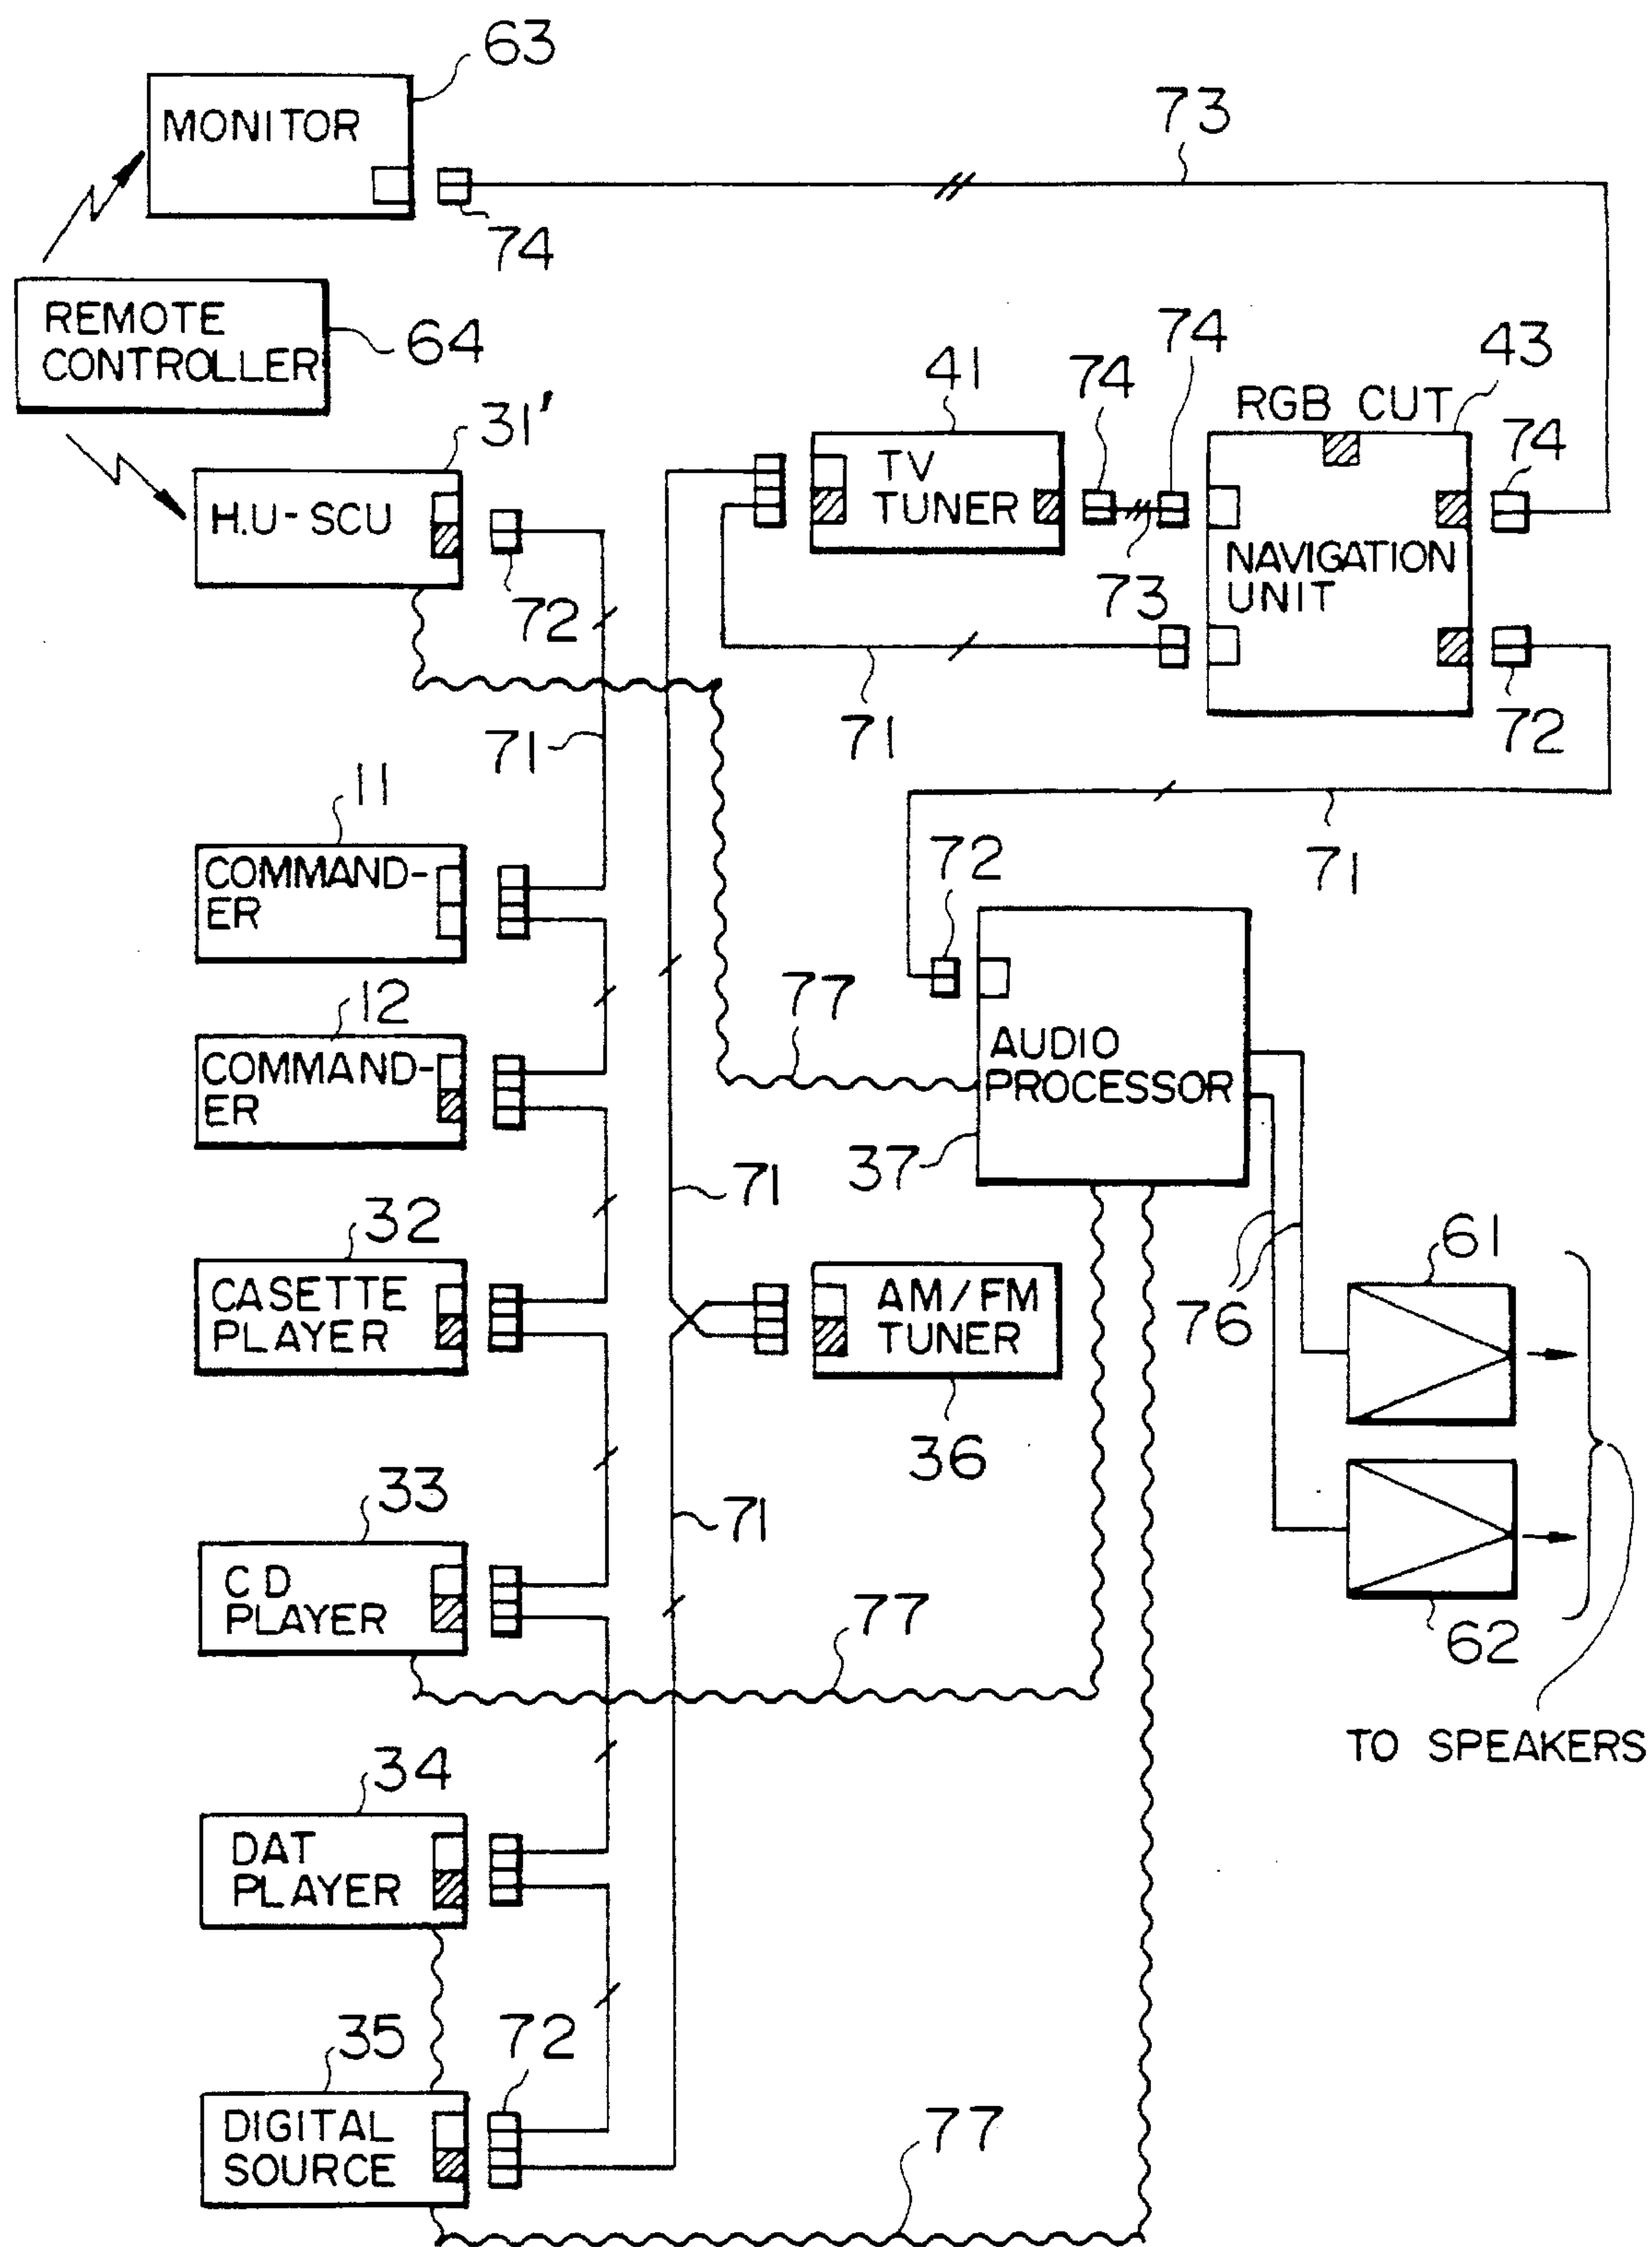 63
MONITOR
73
74
REMOTE
CONTROLLER
64
74
43
41
74
RGB CUT
31'
74
TV
TUNER
H.U-SCU
NAVIGATION
UNIT
73
72
71
72
71
11
71
COMMAND-
ER
72
12
77
COMMAND-
ER
AUDIO
PROCESSOR
37
71
32
61
CASETTE
PLAYER
AM/FM
TUNER
76
36
33
71
CD
PLAYER
77
62
TO SPEAKERS
34
DAT
PLAYER
35
72
DIGITAL
SOURCE
77